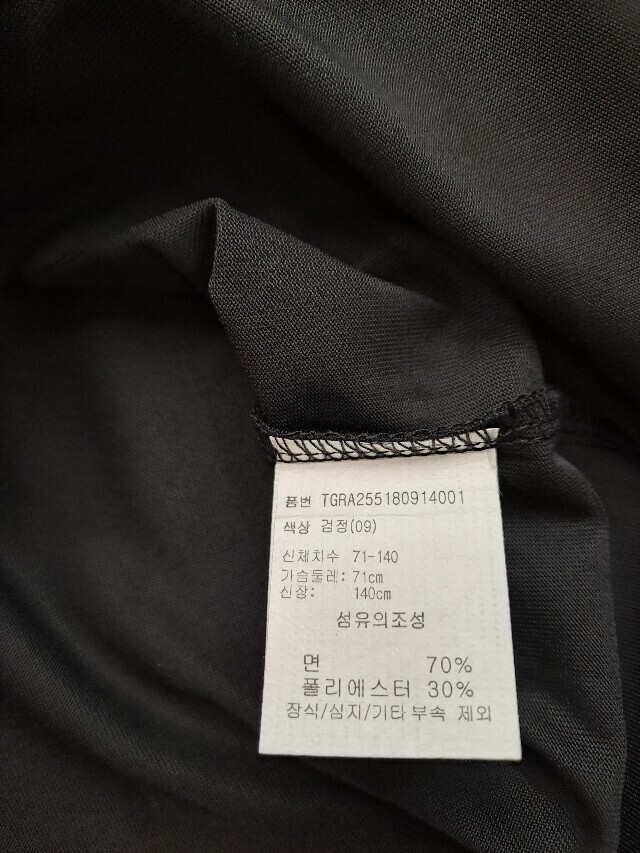 품번 TGRA255180914001
색상 검정(09)
신체치수 71-140
가슴둘레: 71cm
신장: 140cm
섬유의조성
면 70%
폴리에스터 30%
장식/심지/기타 부속 제외